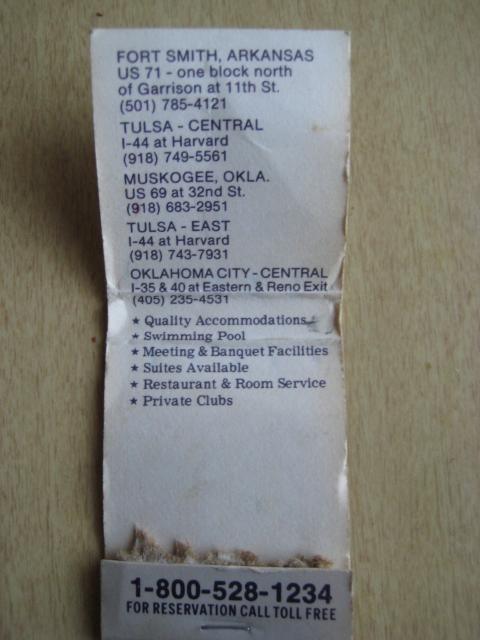 FORT SMITH, ARKANSAS
US 71 - one block north
of Garrison at 11th St.
(501) 785-4121
TULSA - CENTRAL
I-44 at Harvard
(918) 749-5561
MUSKOGEE, OKLA.
US 69 at 32nd St.
(918) 683-2951
TULSA - EAST
I-44 at Harvard
(918) 743-7931
OKLAHOMA CITY - CENTRAL
I-35 & 40 at Eastern & Reno Exit
(405) 235-4531
★ Quality Accommodations
★ Swimming Pool
★ Meeting & Banquet Facilities
★ Suites Available
★ Restaurant & Room Service
★ Private Clubs
1-800-528-1234
FOR RESERVATION CALL TOLL FREE